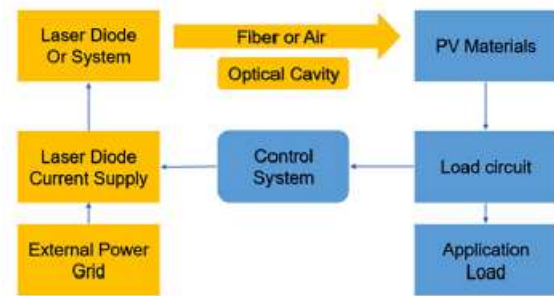 Laser Diode
Or System
Fiber or Air
Optical Cavity
PV Materials
Laser Diode
Current Supply
Control
System
Load circuit
External Power
Grid
Application
Load